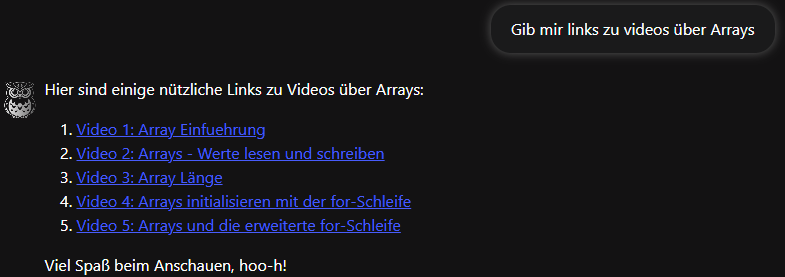 Gib mir links zu videos über Arrays
Hier sind einige nützliche Links zu Videos über Arrays:
1. Video 1: Array Einfuehrung
2. Video 2: Arrays - Werte lesen und schreiben
3. Video 3: Array Länge
4. Video 4: Arrays initialisieren mit der for-Schleife
5. Video 5: Arrays und die erweiterte for-Schleife
Viel Spaß beim Anschauen, hoo-h!